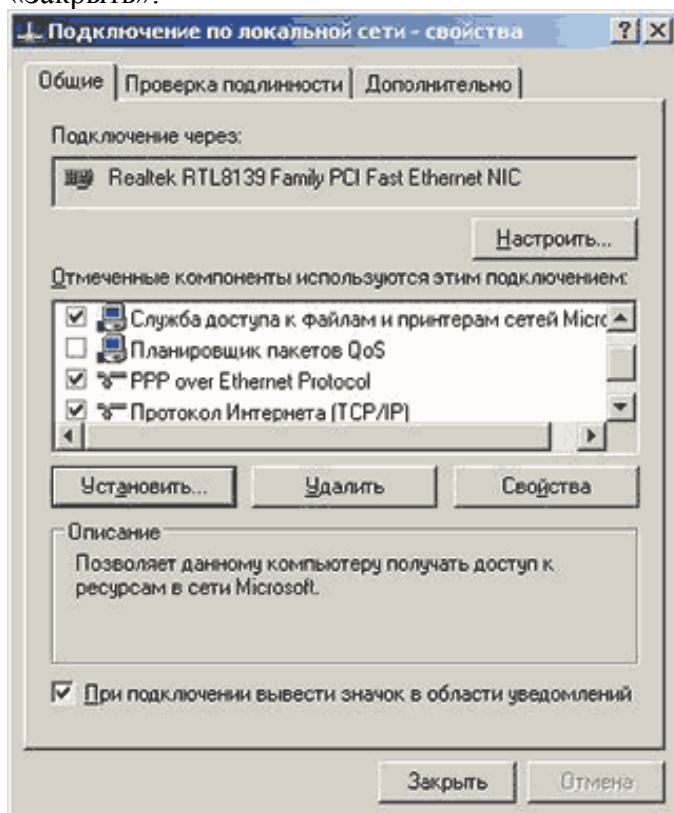 «Закрыть».
Подключение по локальной сети - свойства
Общие Проверка подлинности Дополнительно
Подключение через:
Realtek RTL8139 Family PCI Fast Ethernet NIC
Настроить...
Отмеченные компоненты используются этим подключением:
Служба доступа к файлам и принтерам сетей Micro
Планировщик пакетов QoS
PPP over Ethernet Protocol
Протокол Интернета (TCP/IP)
Установить... Удалить Свойства
Описание
Позволяет данному компьютеру получать доступ к
ресурсам в сети Microsoft.
При подключении вывести значок в области уведомлений
Закрыть Отмена